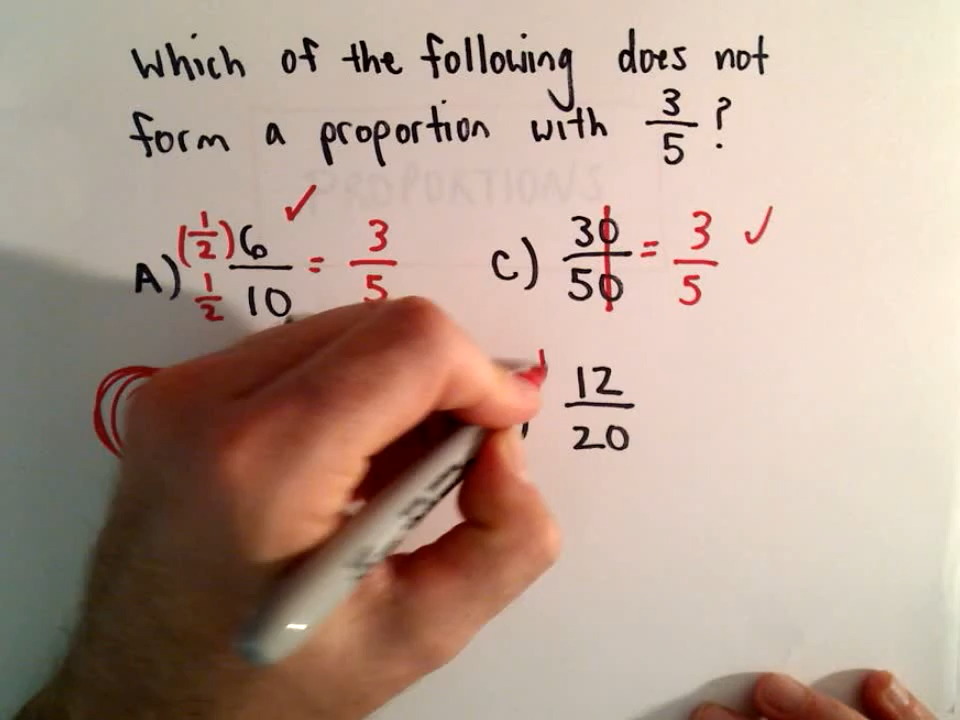 Which of the following does not
form a proportion with 3/5?
A) (1/2)6 / 1/2 10 = 3/5 ✓
C) 30/50 = 3/5 ✓
12/20
PROPORTIONS